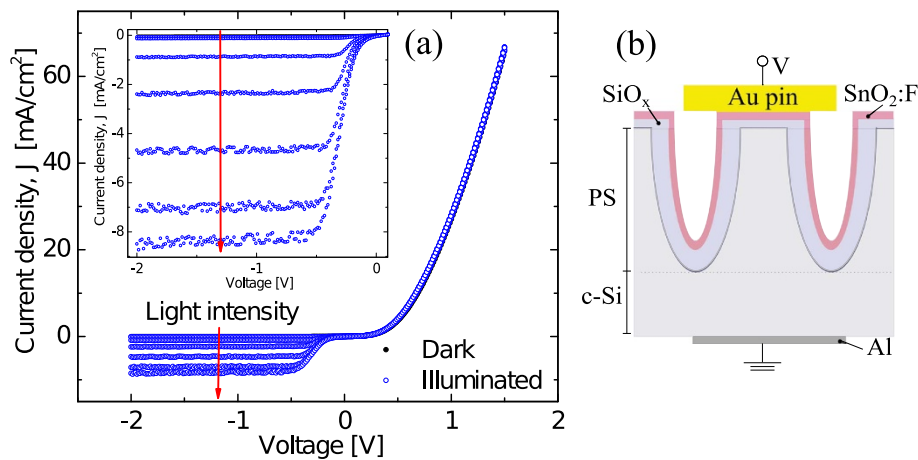 (a)
Current density, J [mA/cm²]
60
40
20
0
-2
-1
0
1
2
Voltage [V]
Light intensity
Dark
Illuminated
Current density, J [mA/cm²]
0
-2
-4
-6
-8
-2
-1
0
Voltage [V]
(b)
V
SiOₓ
Au pin
SnO₂:F
PS
c-Si
Al